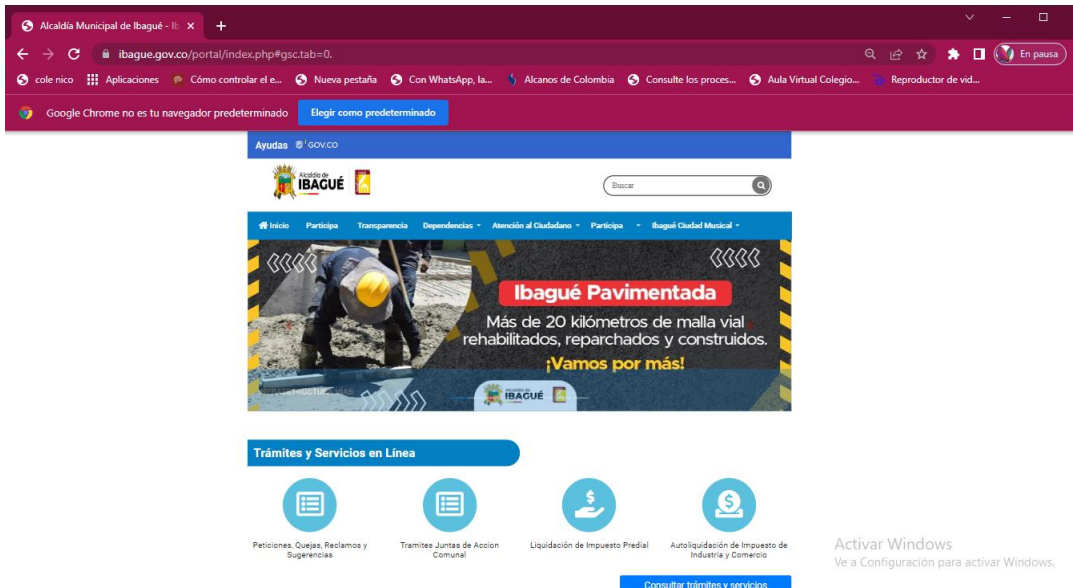 Alcaldía Municipal de Ibagué - Ib
ibague.gov.co/portal/index.php#gsc.tab=0.
En pausa
cole nico Aplicaciones Cómo controlar el e... Nueva pestaña Con WhatsApp, la... Alcanos de Colombia Consulte los proces... Aula Virtual Colegio... Reproductor de vid...
Google Chrome no es tu navegador predeterminado Elegir como predeterminado
Ayudas GOV.CO
Alcaldía de
IBAGUÉ
Buscar
Inicio Participa Transparencia Dependencias Atención al Ciudadano Participa Ibagué Ciudad Musical
Ibagué Pavimentada
Más de 20 kilómetros de malla vial
rehabilitados, reparchados y construidos.
¡Vamos por más!
IBAGUÉ
Trámites y Servicios en Línea
Peticiones, Quejas, Reclamos y
Sugerencias
Tramites Juntas de Accion
Comunal
Liquidación de Impuesto Predial
Autoliquidación de Impuesto de
Industria y Comercio
Consultar trámites y servicios
Activar Windows
Ve a Configuración para activar Windows.